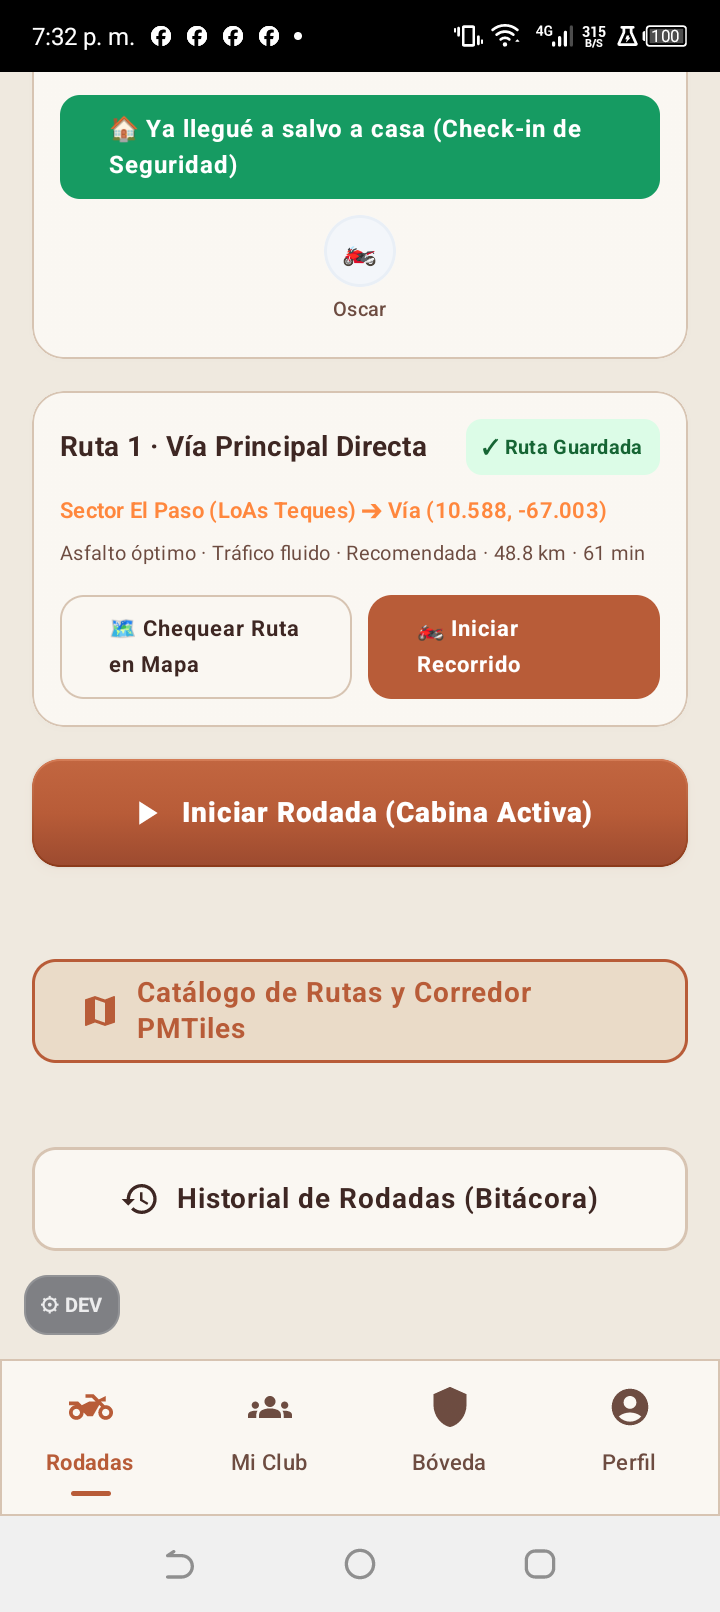 7:32 p. m.
4G
315 B/S
100
🏠 Ya llegué a salvo a casa (Check-in de
Seguridad)
Oscar
Ruta 1 · Vía Principal Directa
✓ Ruta Guardada
Sector El Paso (LoAs Teques) ➔ Vía (10.588, -67.003)
Asfalto óptimo · Tráfico fluido · Recomendada · 48.8 km · 61 min
🗺️ Chequear Ruta
en Mapa
🏍️ Iniciar
Recorrido
Iniciar Rodada (Cabina Activa)
Catálogo de Rutas y Corredor
PMTiles
Historial de Rodadas (Bitácora)
⚙ DEV
Rodadas
Mi Club
Bóveda
Perfil